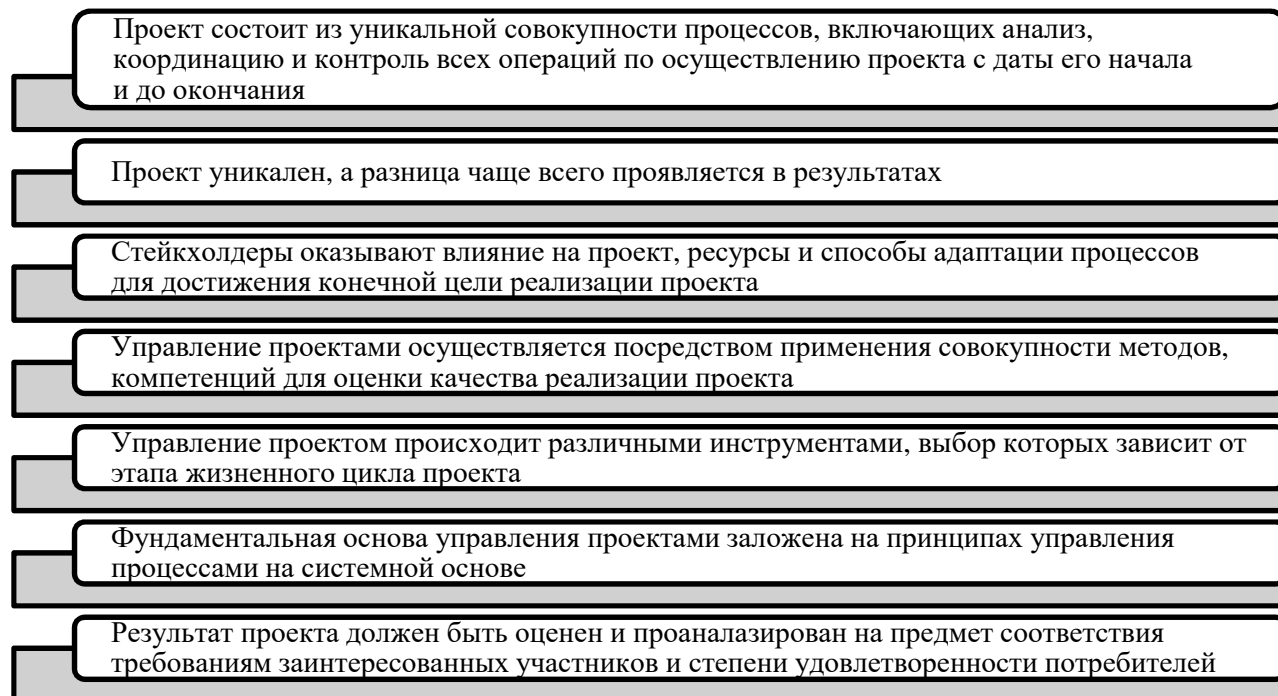 Проект состоит из уникальной совокупности процессов, включающих анализ,
координацию и контроль всех операций по осуществлению проекта с даты его начала
и до окончания
Проект уникален, а разница чаще всего проявляется в результатах
Стейкхолдеры оказывают влияние на проект, ресурсы и способы адаптации процессов
для достижения конечной цели реализации проекта
Управление проектами осуществляется посредством применения совокупности методов,
компетенций для оценки качества реализации проекта
Управление проектом происходит различными инструментами, выбор которых зависит от
этапа жизненного цикла проекта
Фундаментальная основа управления проектами заложена на принципах управления
процессами на системной основе
Результат проекта должен быть оценен и проаналазирован на предмет соответствия
требованиям заинтересованных участников и степени удовлетворенности потребителей